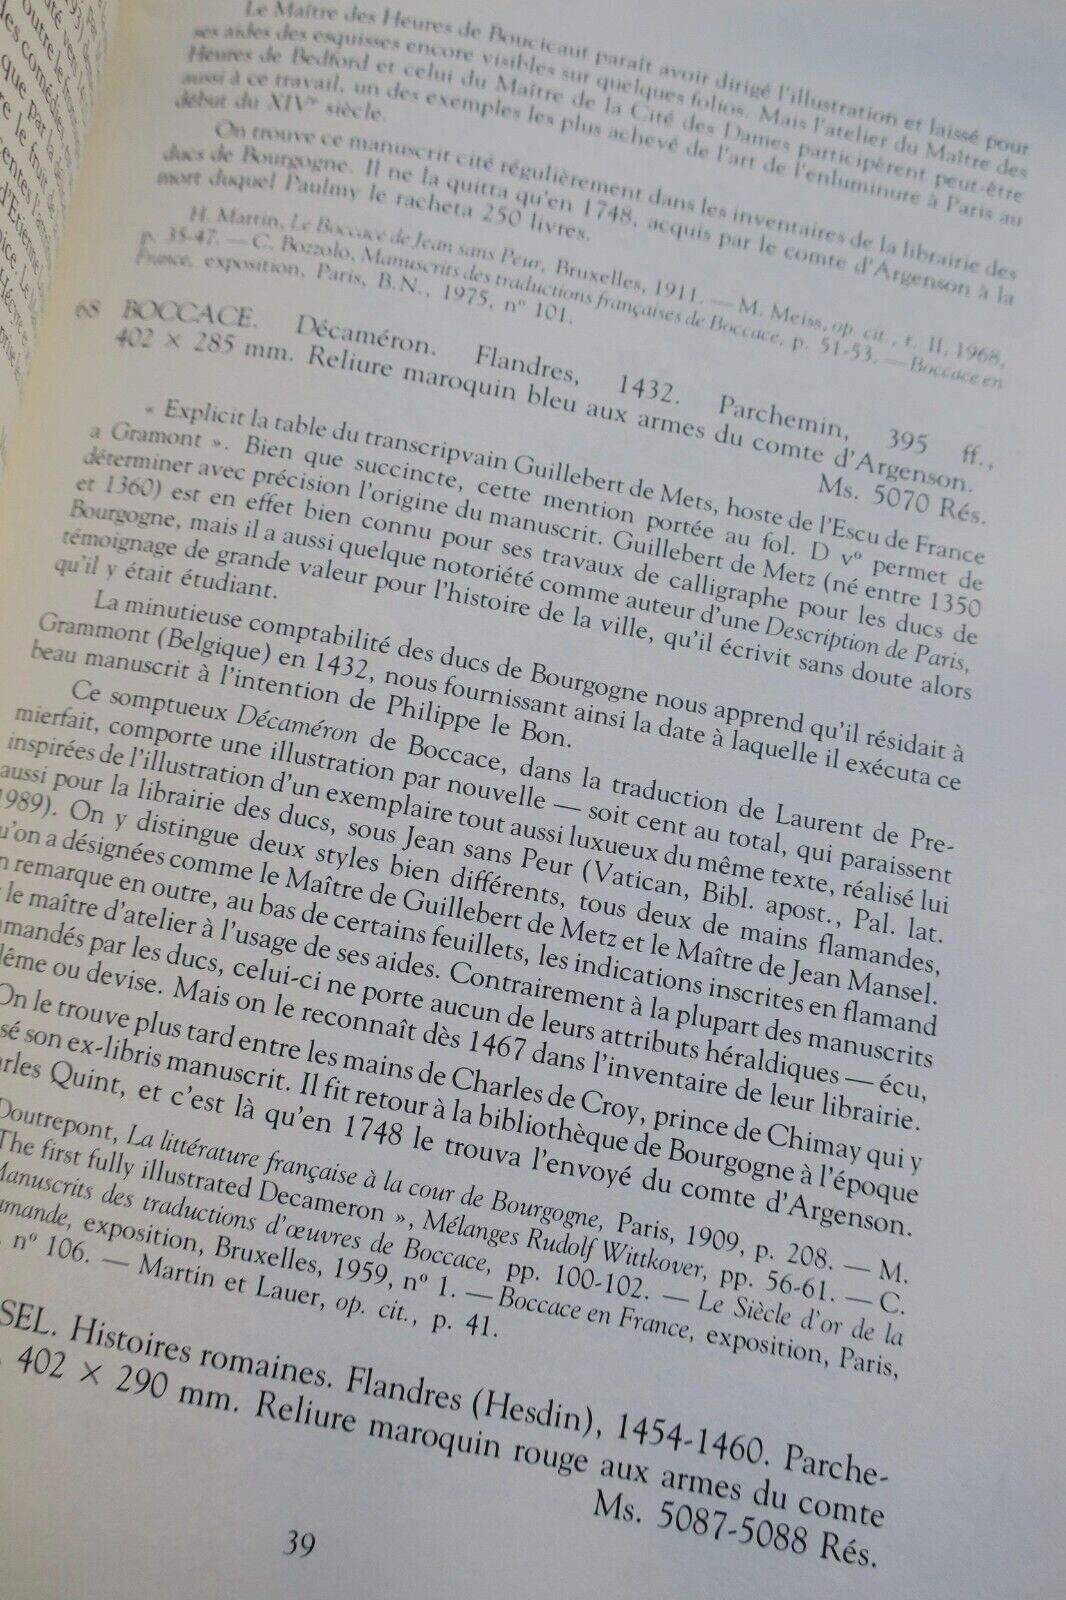 Le Maître des Heures de Boucicaut paraît avoir dirigé l'illustration et laissé pour
ses aides des esquisses encore visibles sur quelques folios. Mais l'atelier du Maître des
Heures de Bedford et celui du Maître de la Cité des Dames participèrent peut-être
aussi à ce travail, un des exemples les plus achevé de l'art de l'enluminure à Paris au
début du XIVᵉ siècle.
On trouve ce manuscrit cité régulièrement dans les inventaires de la librairie des
ducs de Bourgogne. Il ne la quitta qu'en 1748, acquis par le comte d'Argenson à la
mort duquel Paulmy le racheta 250 livres.
H. Martin, Le Boccace de Jean sans Peur, Bruxelles, 1911. — M. Meiss, op. cit., t. II, 1968,
p. 35-47. — C. Bozzolo, Manuscrits des traductions françaises de Boccace, p. 51-53. — Boccace en
France, exposition, Paris, B.N., 1975, n° 101.
68 BOCCACE. Décaméron. Flandres, 1432. Parchemin, 395 ff.,
402 × 285 mm. Reliure maroquin bleu aux armes du comte d'Argenson.
Ms. 5070 Rés.
« Explicit la table du transcripvain Guillebert de Mets, hoste de l'Escu de France
a Gramont ». Bien que succincte, cette mention portée au fol. D v° permet de
déterminer avec précision l'origine du manuscrit. Guillebert de Metz (né entre 1350
et 1360) est en effet bien connu pour ses travaux de calligraphe pour les ducs de
Bourgogne, mais il a aussi quelque notoriété comme auteur d'une Description de Paris,
témoignage de grande valeur pour l'histoire de la ville, qu'il écrivit sans doute alors
qu'il y était étudiant.
La minutieuse comptabilité des ducs de Bourgogne nous apprend qu'il résidait à
Grammont (Belgique) en 1432, nous fournissant ainsi la date à laquelle il exécuta ce
beau manuscrit à l'intention de Philippe le Bon.
Ce somptueux Décaméron de Boccace, dans la traduction de Laurent de Pre-
mierfait, comporte une illustration par nouvelle — soit cent au total, qui paraissent
inspirées de l'illustration d'un exemplaire tout aussi luxueux du même texte, réalisé lui
aussi pour la librairie des ducs, sous Jean sans Peur (Vatican, Bibl. apost., Pal. lat.
1989). On y distingue deux styles bien différents, tous deux de mains flamandes,
qu'on a désignées comme le Maître de Guillebert de Metz et le Maître de Jean Mansel.
remarque en outre, au bas de certains feuillets, les indications inscrites en flamand
le maître d'atelier à l'usage de ses aides. Contrairement à la plupart des manuscrits
mmandés par les ducs, celui-ci ne porte aucun de leurs attributs héraldiques — écu,
lême ou devise. Mais on le reconnaît dès 1467 dans l'inventaire de leur librairie.
On le trouve plus tard entre les mains de Charles de Croy, prince de Chimay qui y
sé son ex-libris manuscrit. Il fit retour à la bibliothèque de Bourgogne à l'époque
arles Quint, et c'est là qu'en 1748 le trouva l'envoyé du comte d'Argenson.
Doutrepont, La littérature française à la cour de Bourgogne, Paris, 1909, p. 208. — M.
The first fully illustrated Decameron », Mélanges Rudolf Wittkover, pp. 56-61. — C.
Manuscrits des traductions d'œuvres de Boccace, pp. 100-102. — Le Siècle d'or de la
amande, exposition, Bruxelles, 1959, n° 1. — Boccace en France, exposition, Paris,
n° 106. — Martin et Lauer, op. cit., p. 41.
SEL. Histoires romaines. Flandres (Hesdin), 1454-1460. Parche-
402 × 290 mm. Reliure maroquin rouge aux armes du comte
Ms. 5087-5088 Rés.
39